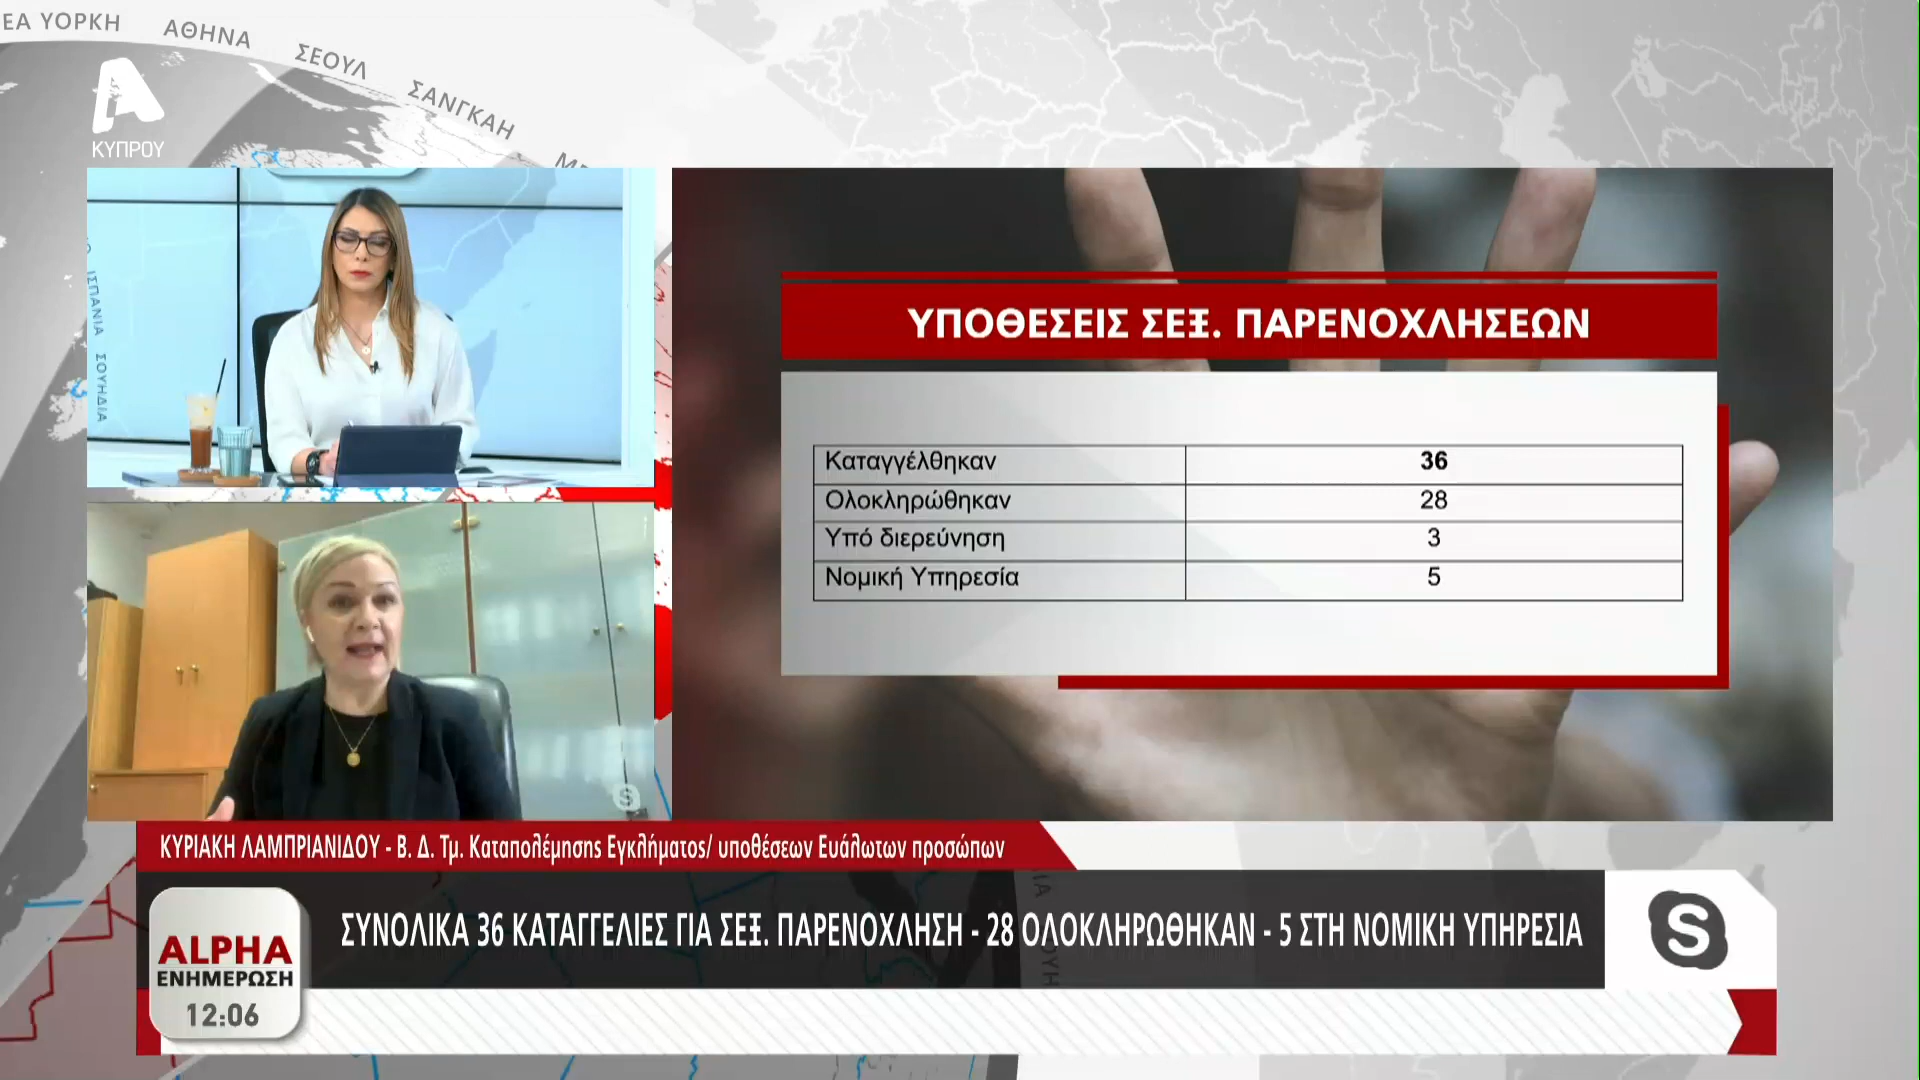 ΕΑ ΥΟΡΚΗ ΑΘΗΝΑ ΣΕΟΥΛ ΣΑΝΓΚΑΗ
ΚΥΠΡΟΥ
ΙΣΠΑΝΙΑ ΣΟΥΗΔΙΑ
ΥΠΟΘΕΣΕΙΣ ΣΕΞ. ΠΑΡΕΝΟΧΛΗΣΕΩΝ
Καταγγέλθηκαν 36
Ολοκληρώθηκαν 28
Υπό διερεύνηση 3
Νομική Υπηρεσία 5
ΚΥΡΙΑΚΗ ΛΑΜΠΡΙΑΝΙΔΟΥ - Β. Δ. Τμ. Καταπολέμησης Εγκλήματος/ υποθέσεων Ευάλωτων προσώπων
ΣΥΝΟΛΙΚΑ 36 ΚΑΤΑΓΓΕΛΙΕΣ ΓΙΑ ΣΕΞ. ΠΑΡΕΝΟΧΛΗΣΗ - 28 ΟΛΟΚΛΗΡΩΘΗΚΑΝ - 5 ΣΤΗ ΝΟΜΙΚΗ ΥΠΗΡΕΣΙΑ
ALPHA
ΕΝΗΜΕΡΩΣΗ
12:06